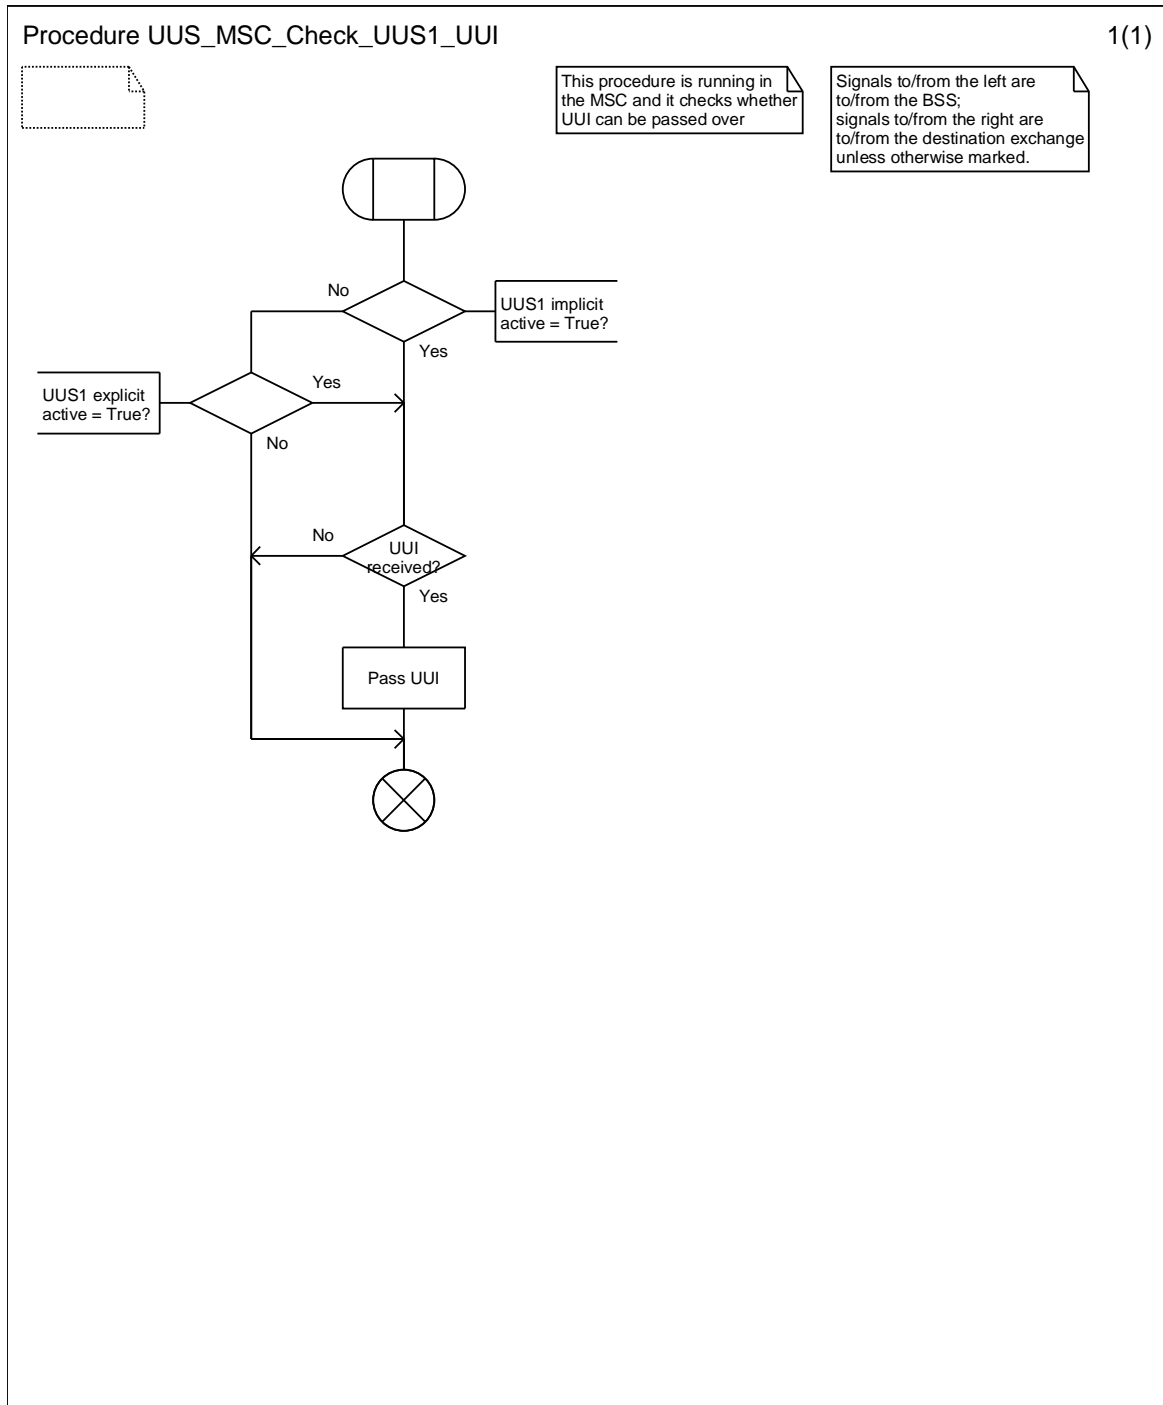 Procedure UUS_MSC_Check_UUS1_UUI
1(1)
This procedure is running in
the MSC and it checks whether
UUI can be passed over
Signals to/from the left are
to/from the BSS;
signals to/from the right are
to/from the destination exchange
unless otherwise marked.
No
UUS1 implicit
active = True?
Yes
UUS1 explicit
active = True?
Yes
No
No
UUI
received?
Yes
Pass UUI